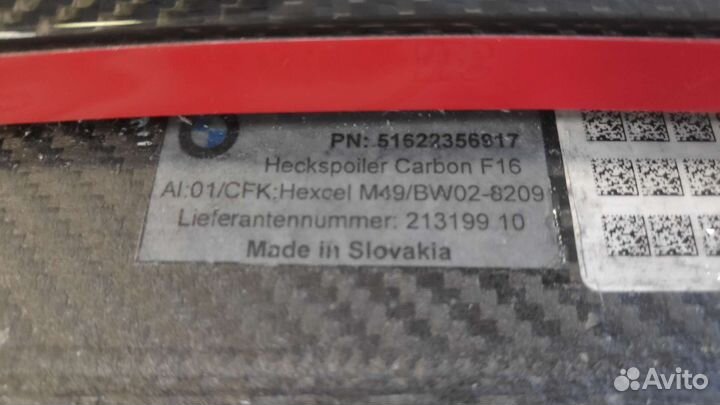 PN: 51622356917
Heckspoiler Carbon F16
AI:01/CFK:Hexcel M49/BW02-8209
Lieferantennummer: 213199 10
Made in Slovakia
Avito